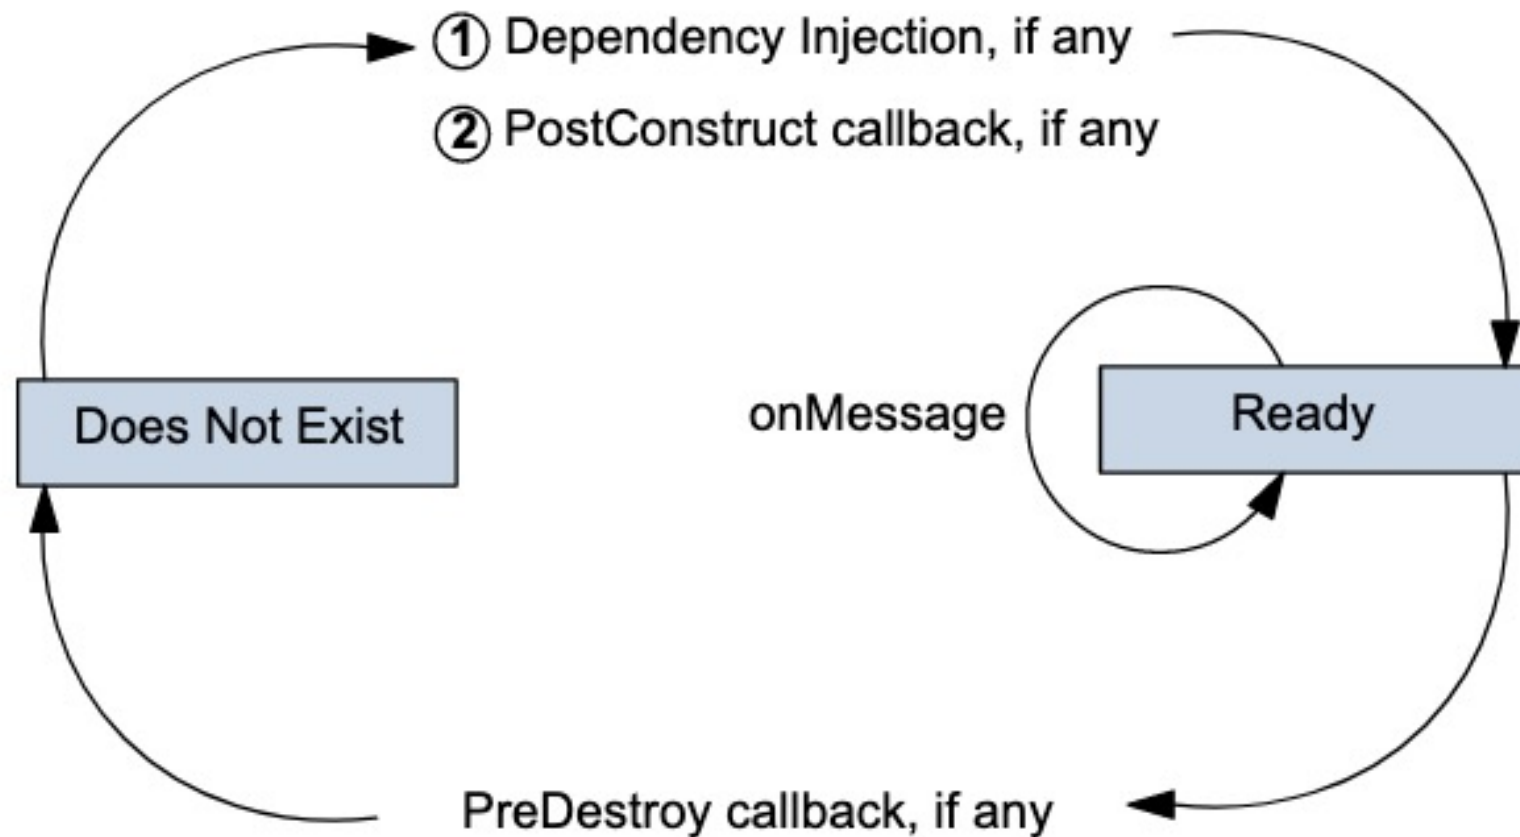 ① Dependency Injection, if any
② PostConstruct callback, if any
Does Not Exist
onMessage
Ready
PreDestroy callback, if any